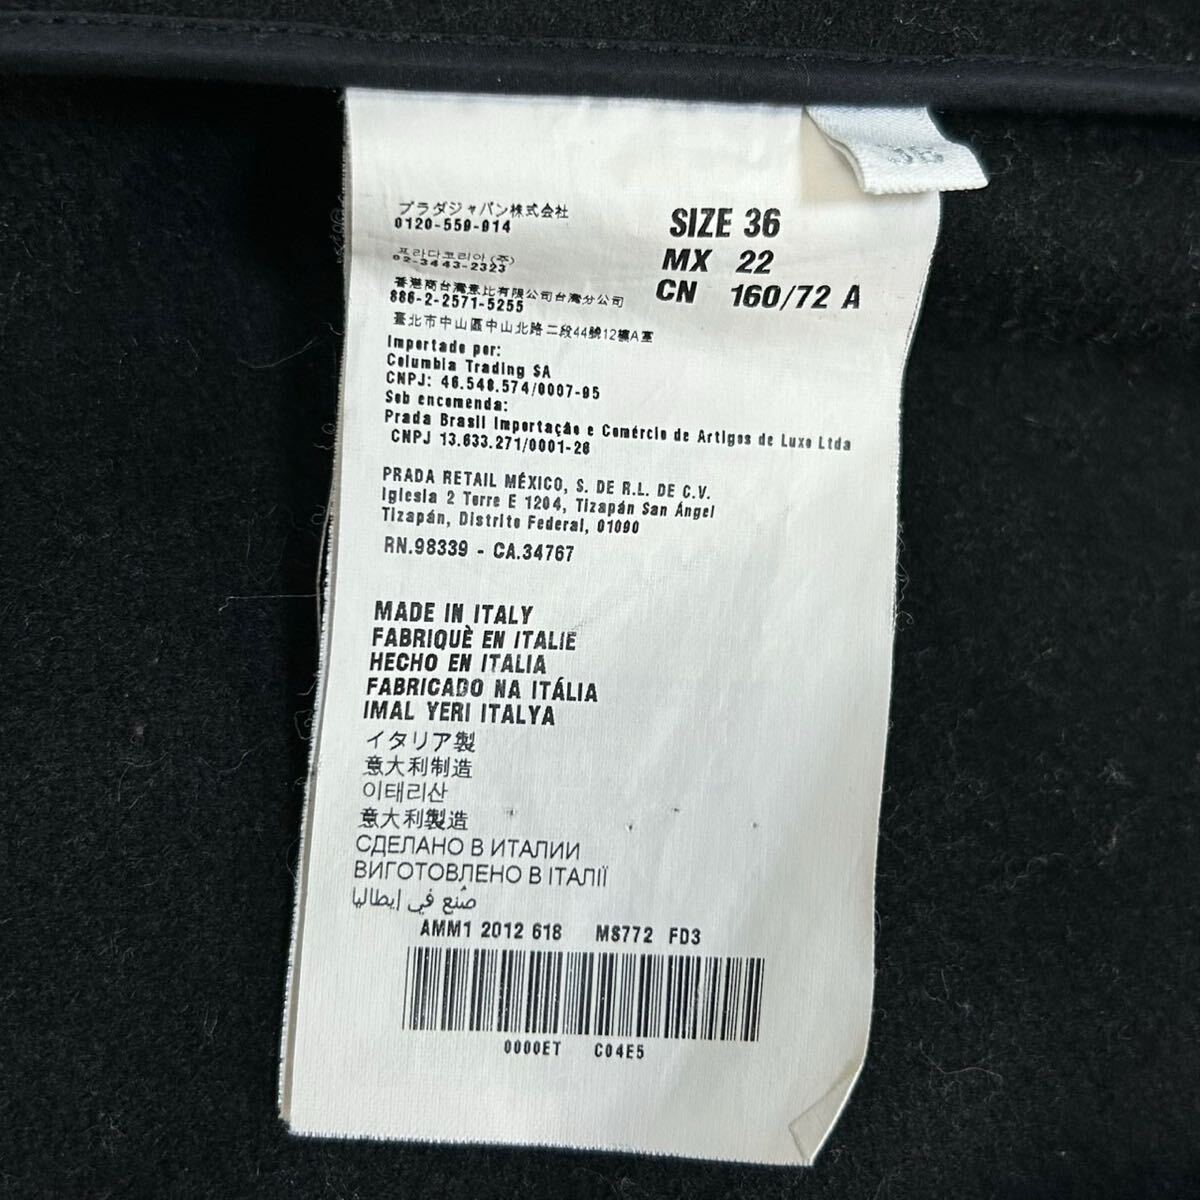 プラダジャパン株式会社
0120-559-914
프라다코리아(주)
02-3443-2323
香港商台灣意比有限公司台灣分公司
886-2-2571-5255
臺北市中山區中山北路二段44號12樓A室
Importado por:
Columbia Trading SA
CNPJ: 46.548.574/0007-95
Sob encomenda:
Prada Brasil Importação e Comércio de Artigos de Luxo Ltda
CNPJ 13.633.271/0001-26
PRADA RETAIL MÉXICO, S. DE R.L. DE C.V.
Iglesia 2 Torre E 1204, Tizapán San Ángel
Tizapán, Distrito Federal, 01090
RN.98339 - CA.34767
SIZE 36
MX 22
CN 160/72 A
36
MADE IN ITALY
FABRIQUÈ EN ITALIE
HECHO EN ITALIA
FABRICADO NA ITÁLIA
IMAL YERI ITALYA
イタリア製
意大利制造
이태리산
意大利製造
СДЕЛАНО В ИТАЛИИ
ВИГОТОВЛЕНО В ІТАЛІЇ
صُنع في إيطاليا
AMM1 2012 618 MS772 FD3
0000ET C04E5